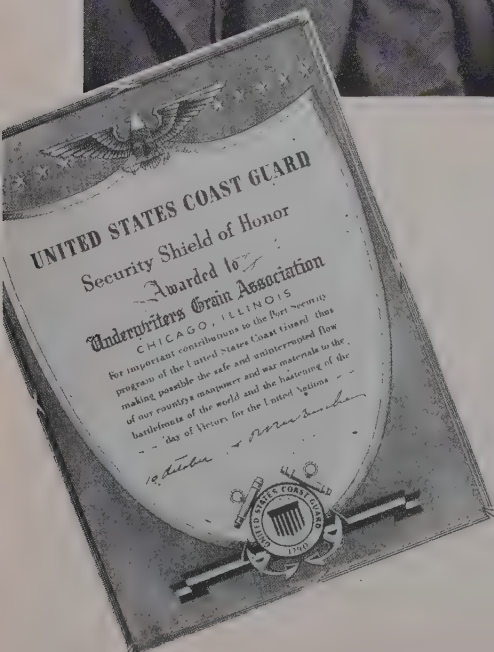 UNITED STATES COAST GUARD
Security Shield of Honor
Awarded to
Underwriters Grain Association
CHICAGO, ILLINOIS
For important contributions to the Port Security
program of the United States Coast Guard thus
making possible the safe and uninterrupted flow
of our countrys manpower and war materials to the
battlefronts of the world and the hastening of the
day of Victory for the United Nations
10 October
UNITED STATES COAST GUARD
1790